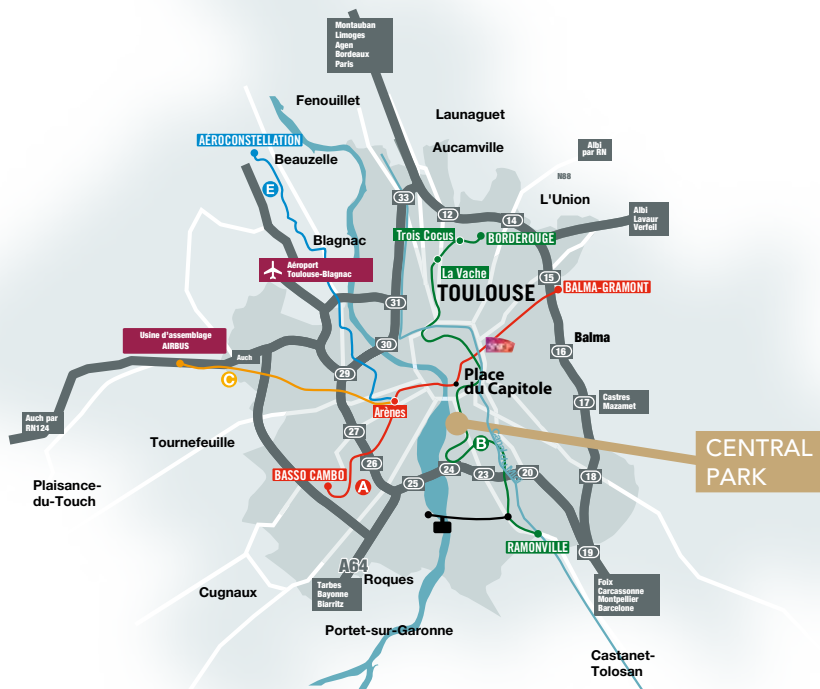 Montauban
Limoges
Agen
Bordeaux
Paris
Fenouillet
Launaguet
AÉROCONSTELLATION
Aucamville
Albi
par RN
Beauzelle
N88
E
33
L'Union
12
14
Albi
Lavaur
Verfeil
Blagnac
Trois Cocus
BORDEROUGE
Aéroport
Toulouse-Blagnac
La Vache
15
TOULOUSE
BALMA-GRAMONT
31
Usine d'assemblage
AIRBUS
30
Balma
Auch
16
29
C
Place
du Capitole
Arènes
17
Castres
Mazamet
Auch par
RN124
27
Tournefeuille
B
CENTRAL
PARK
26
24
BASSO CAMBO
A
25
23
20
18
Plaisance-
du-Touch
RAMONVILLE
19
A64
Roques
Tarbes
Bayonne
Biarritz
Foix
Carcassonne
Montpellier
Barcelone
Cugnaux
Portet-sur-Garonne
Castanet-
Tolosan